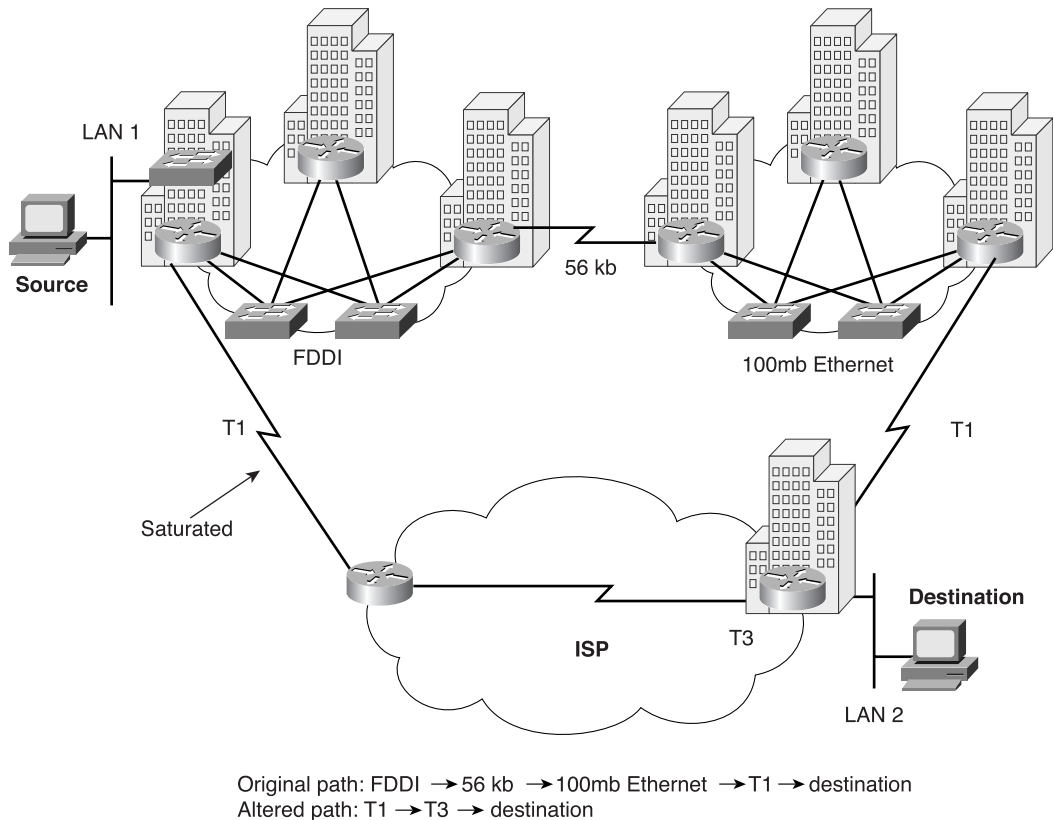 LAN 1
Source
56 kb
FDDI
100mb Ethernet
T1
T1
Saturated
Destination
T3
ISP
LAN 2
Original path: FDDI → 56 kb → 100mb Ethernet → T1 → destination
Altered path: T1 → T3 → destination